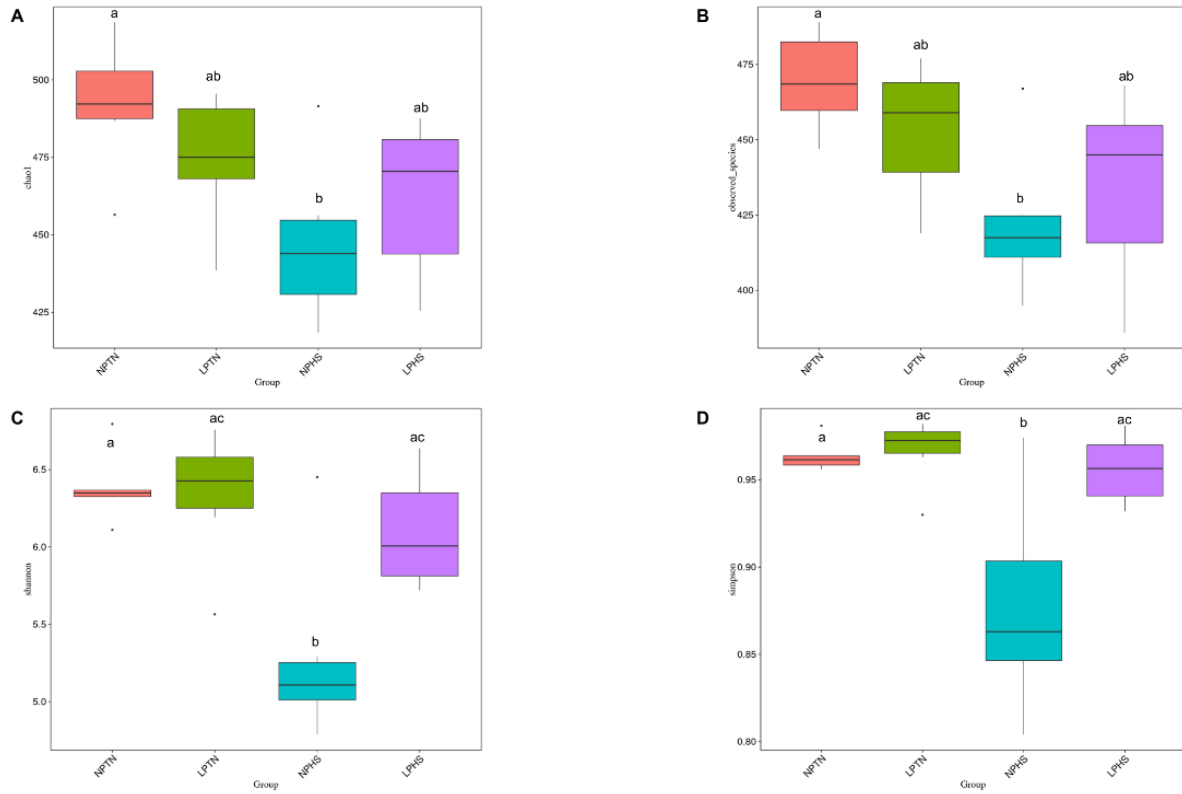 A
a
ab
b
ab
500
475
450
425
chao1
NPTN
LPTN
NPHS
LPHS
Group
B
a
ab
b
ab
475
450
425
400
observed_species
NPTN
LPTN
NPHS
LPHS
Group
C
a
ac
b
ac
6.5
6.0
5.5
5.0
shannon
NPTN
LPTN
NPHS
LPHS
Group
D
a
ac
b
ac
0.95
0.90
0.85
0.80
simpson
NPTN
LPTN
NPHS
LPHS
Group